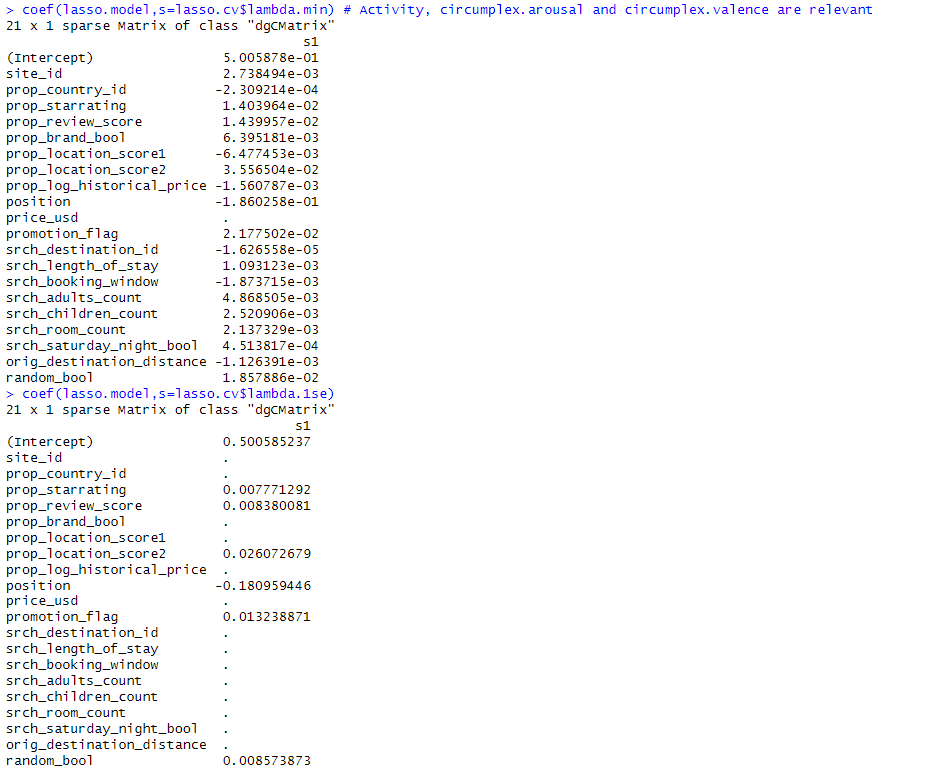 > coef(lasso.model,s=lasso.cv$lambda.min) # Activity, circumplex.arousal and circumplex.valence are relevant
21 x 1 sparse Matrix of class "dgCMatrix"
s1
(Intercept) 5.005878e-01
site_id 2.738494e-03
prop_country_id -2.309214e-04
prop_starrating 1.403964e-02
prop_review_score 1.439957e-02
prop_brand_bool 6.395181e-03
prop_location_score1 -6.477453e-03
prop_location_score2 3.556504e-02
prop_log_historical_price -1.560787e-03
position -1.860258e-01
price_usd .
promotion_flag 2.177502e-02
srch_destination_id -1.626558e-05
srch_length_of_stay 1.093123e-03
srch_booking_window -1.873715e-03
srch_adults_count 4.868505e-03
srch_children_count 2.520906e-03
srch_room_count 2.137329e-03
srch_saturday_night_bool 4.513817e-04
orig_destination_distance -1.126391e-03
random_bool 1.857886e-02
> coef(lasso.model,s=lasso.cv$lambda.1se)
21 x 1 sparse Matrix of class "dgCMatrix"
s1
(Intercept) 0.500585237
site_id .
prop_country_id .
prop_starrating 0.007771292
prop_review_score 0.008380081
prop_brand_bool .
prop_location_score1 .
prop_location_score2 0.026072679
prop_log_historical_price .
position -0.180959446
price_usd .
promotion_flag 0.013238871
srch_destination_id .
srch_length_of_stay .
srch_booking_window .
srch_adults_count .
srch_children_count .
srch_room_count .
srch_saturday_night_bool .
orig_destination_distance .
random_bool 0.008573873